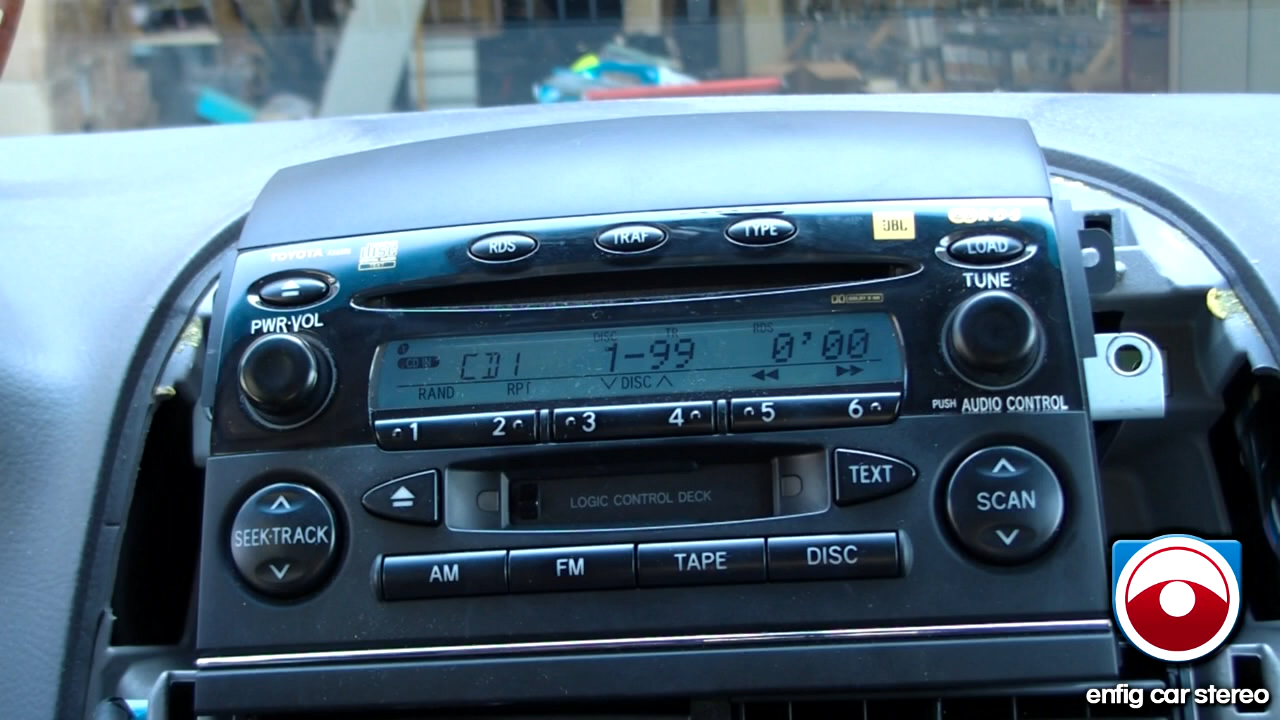 RDS TRAF TYPE JBL
TOYOTA disc LOAD
TUNE
PWR·VOL
DISC TR RDS
CD IN CD1 1-99 0'00
RAND RPT ∨ DISC ∧ ◀◀ ▶▶
PUSH AUDIO CONTROL
1 2 3 4 5 6
TEXT
LOGIC CONTROL DECK
SEEK·TRACK
SCAN
AM FM TAPE DISC
enfig car stereo